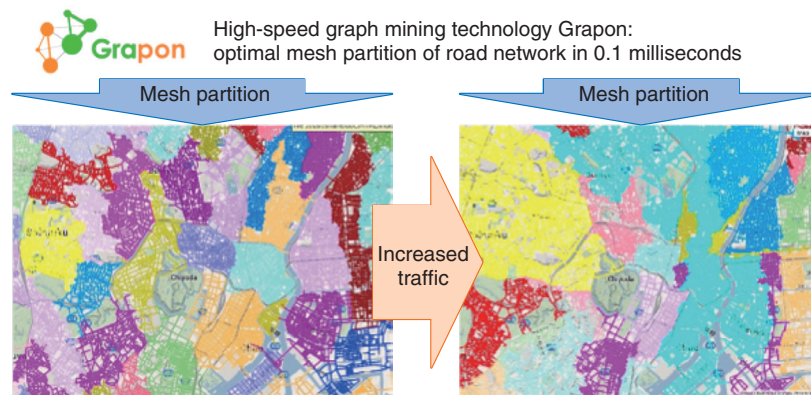 Grapon
High-speed graph mining technology Grapon:
optimal mesh partition of road network in 0.1 milliseconds
Mesh partition
Mesh partition
Increased
traffic